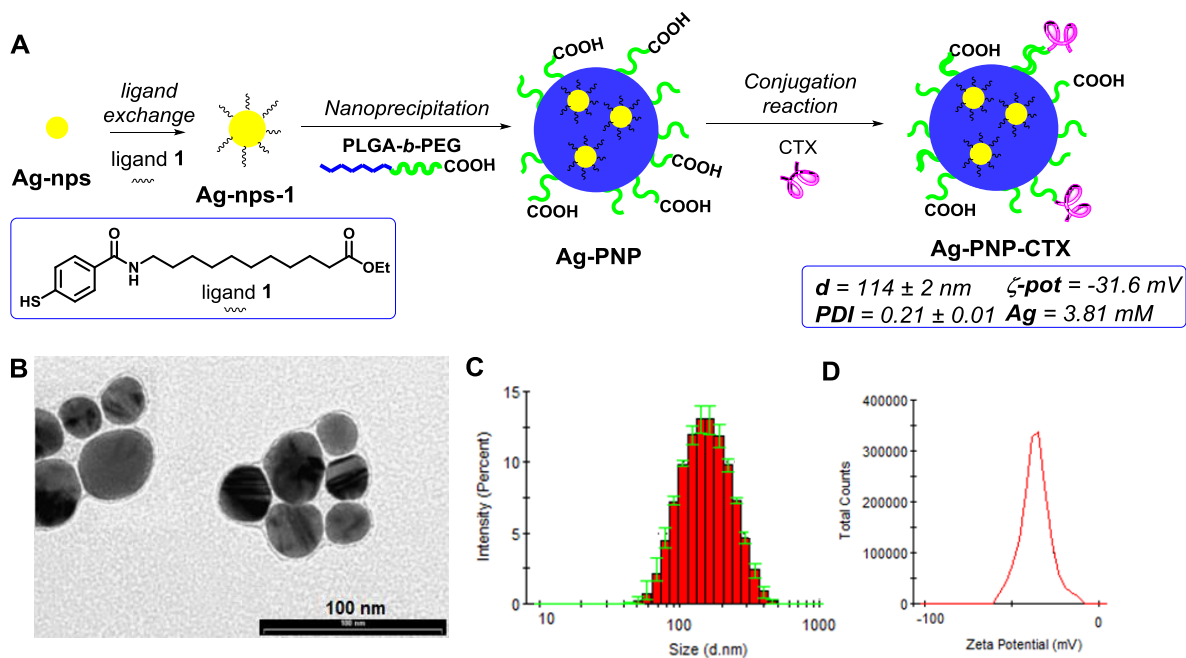 A
ligand
exchange
ligand 1
Ag-nps
Ag-nps-1
Nanoprecipitation
PLGA-b-PEG
COOH
COOH
COOH
COOH
COOH
COOH
COOH
Ag-PNP
Conjugation
reaction
CTX
COOH
COOH
COOH
Ag-PNP-CTX
O
N
H
O
OEt
HS
ligand 1
d = 114 ± 2 nm
ζ-pot = -31.6 mV
PDI = 0.21 ± 0.01
Ag = 3.81 mM
B
100 nm
100 nm
C
Intensity (Percent)
15
10
5
0
10
100
1000
Size (d.nm)
D
Total Counts
400000
300000
200000
100000
0
-100
0
Zeta Potential (mV)